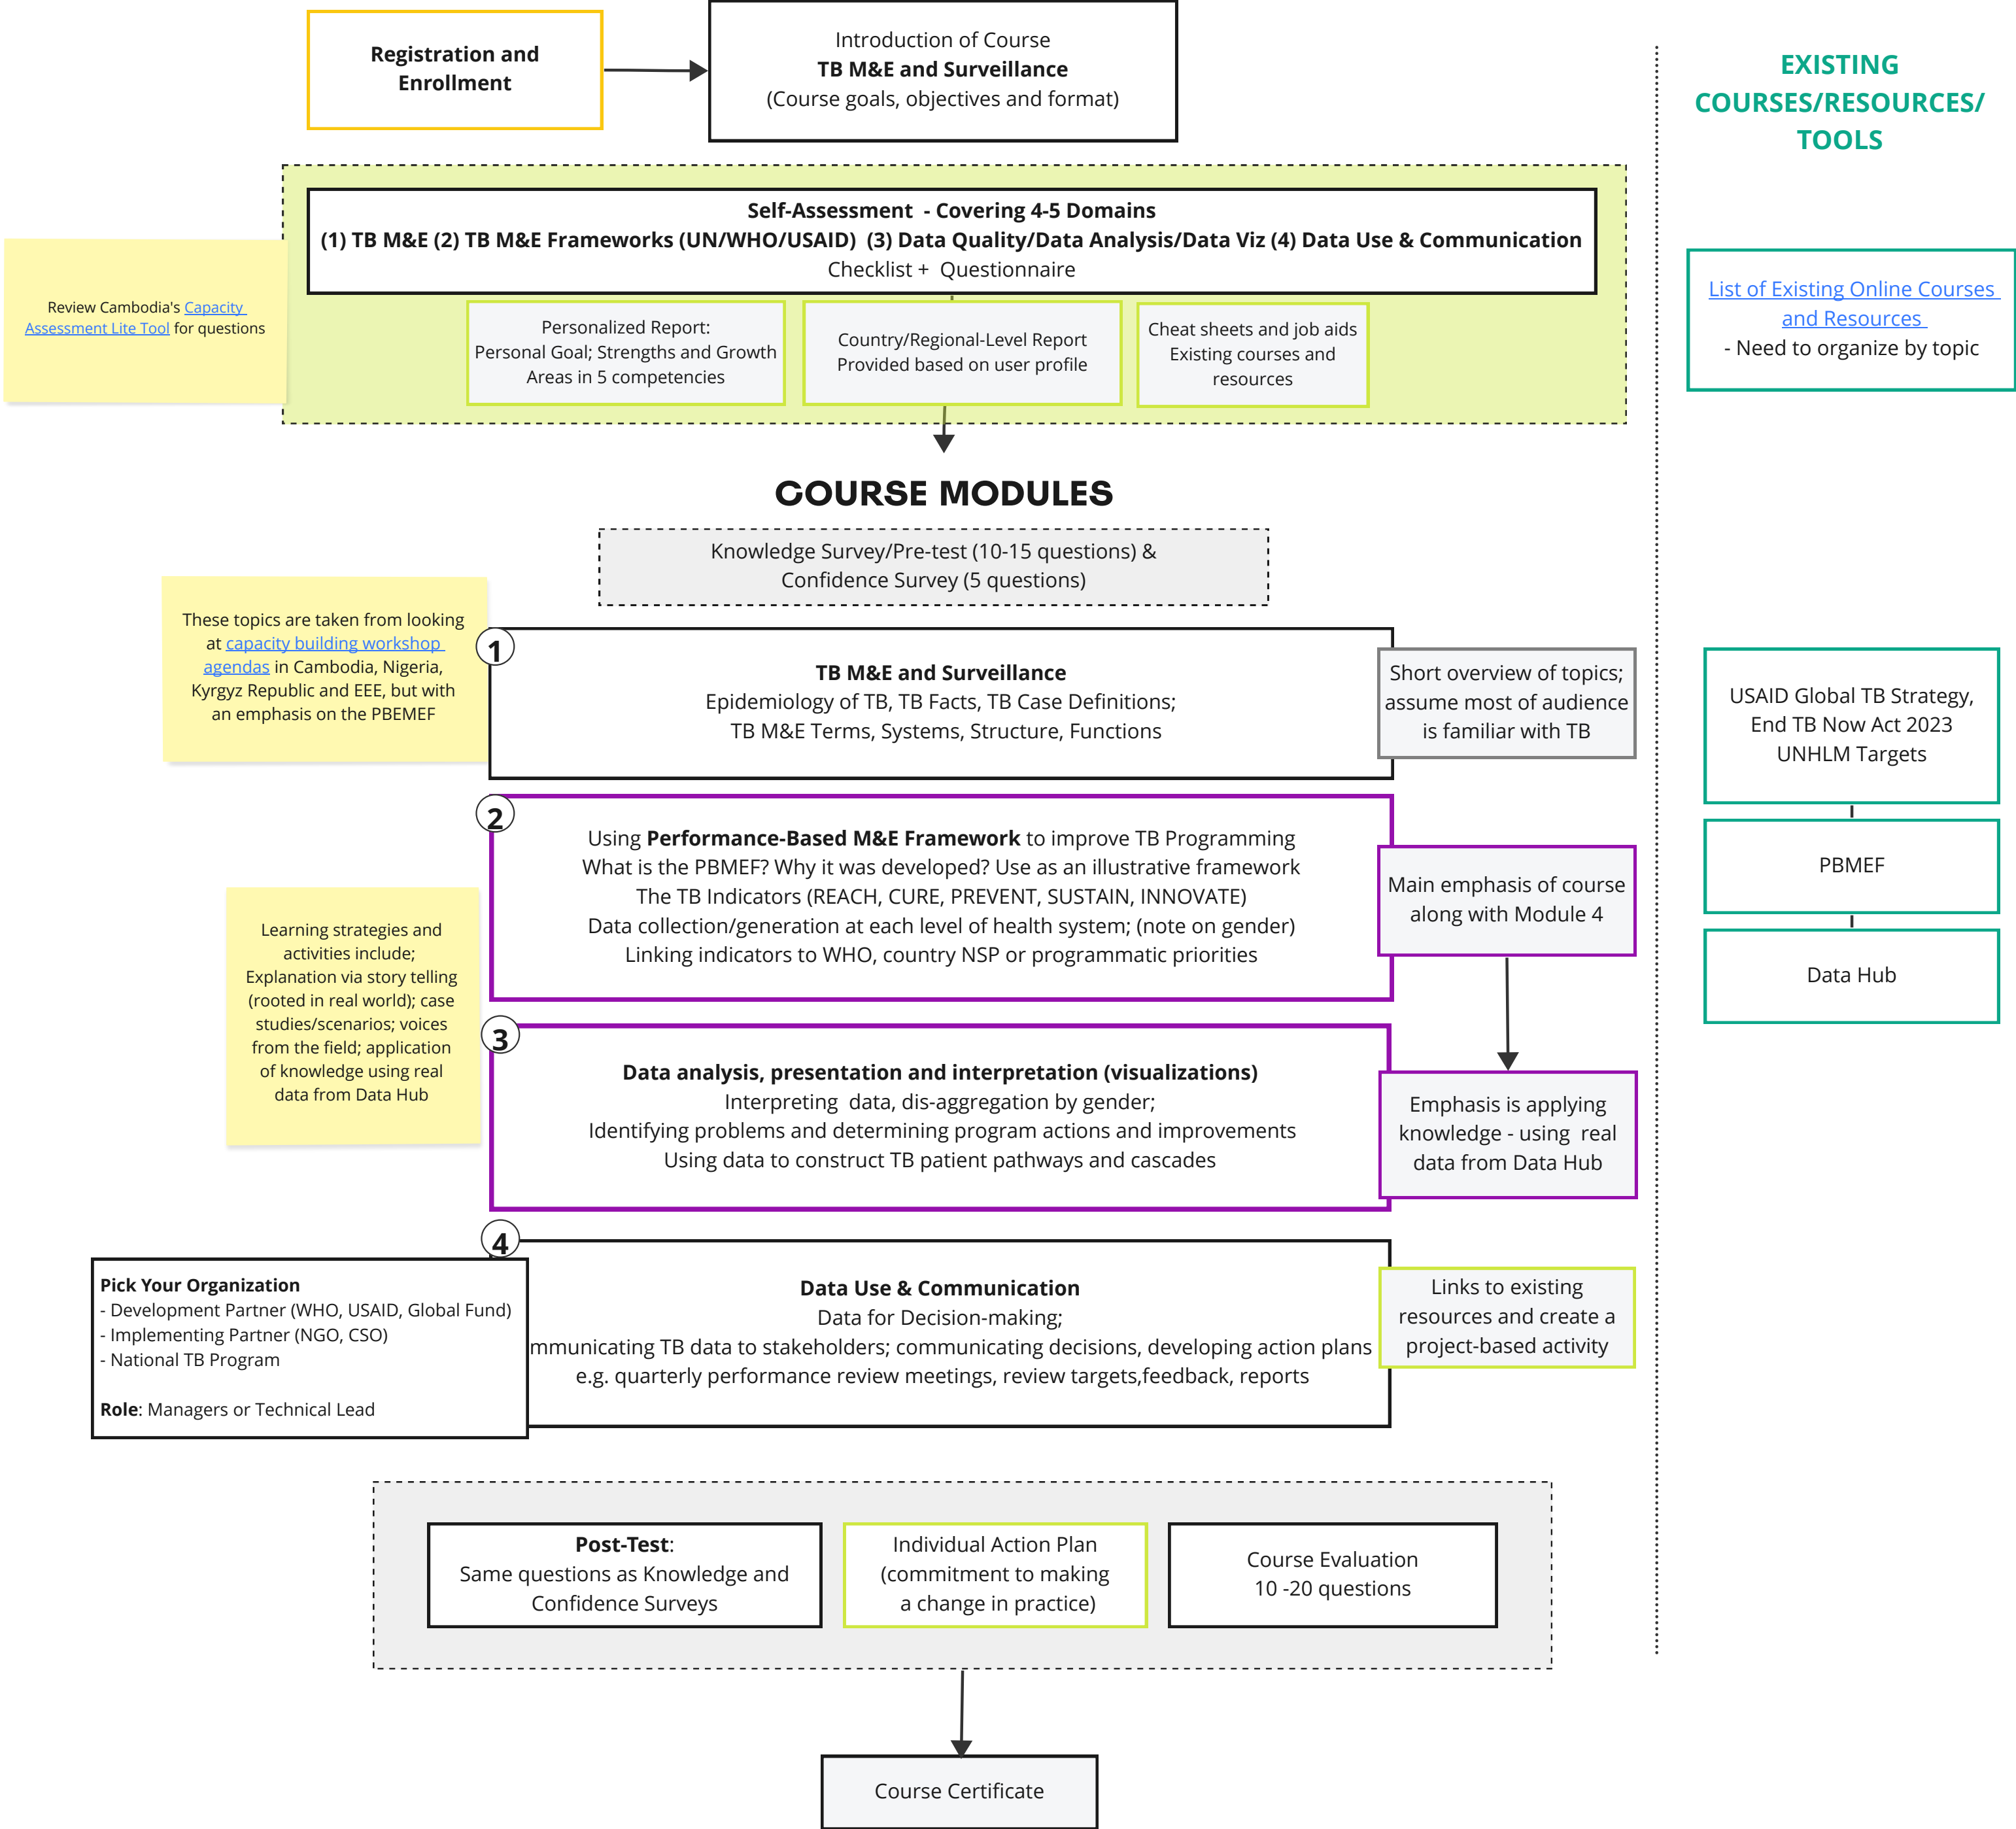 Registration and
Enrollment
Introduction of Course
TB M&E and Surveillance
(Course goals, objectives and format)
EXISTING
COURSES/RESOURCES/
TOOLS
Self-Assessment - Covering 4-5 Domains
(1) TB M&E (2) TB M&E Frameworks (UN/WHO/USAID) (3) Data Quality/Data Analysis/Data Viz (4) Data Use & Communication
Checklist + Questionnaire
Review Cambodia's Capacity
Assessment Lite Tool for questions
Personalized Report:
Personal Goal; Strengths and Growth
Areas in 5 competencies
Country/Regional-Level Report
Provided based on user profile
Cheat sheets and job aids
Existing courses and
resources
List of Existing Online Courses
and Resources
- Need to organize by topic
COURSE MODULES
Knowledge Survey/Pre-test (10-15 questions) &
Confidence Survey (5 questions)
These topics are taken from looking
at capacity building workshop
agendas in Cambodia, Nigeria,
Kyrgyz Republic and EEE, but with
an emphasis on the PBEMEF
1
TB M&E and Surveillance
Epidemiology of TB, TB Facts, TB Case Definitions;
TB M&E Terms, Systems, Structure, Functions
Short overview of topics;
assume most of audience
is familiar with TB
USAID Global TB Strategy,
End TB Now Act 2023
UNHLM Targets
2
Using Performance-Based M&E Framework to improve TB Programming
What is the PBMEF? Why it was developed? Use as an illustrative framework
The TB Indicators (REACH, CURE, PREVENT, SUSTAIN, INNOVATE)
Data collection/generation at each level of health system; (note on gender)
Linking indicators to WHO, country NSP or programmatic priorities
Main emphasis of course
along with Module 4
PBMEF
Data Hub
Learning strategies and
activities include;
Explanation via story telling
(rooted in real world); case
studies/scenarios; voices
from the field; application
of knowledge using real
data from Data Hub
3
Data analysis, presentation and interpretation (visualizations)
Interpreting data, dis-aggregation by gender;
Identifying problems and determining program actions and improvements
Using data to construct TB patient pathways and cascades
Emphasis is applying
knowledge - using real
data from Data Hub
4
Pick Your Organization
- Development Partner (WHO, USAID, Global Fund)
- Implementing Partner (NGO, CSO)
- National TB Program
Role: Managers or Technical Lead
Data Use & Communication
Data for Decision-making;
mmunicating TB data to stakeholders; communicating decisions, developing action plans
e.g. quarterly performance review meetings, review targets,feedback, reports
Links to existing
resources and create a
project-based activity
Post-Test:
Same questions as Knowledge and
Confidence Surveys
Individual Action Plan
(commitment to making
a change in practice)
Course Evaluation
10 -20 questions
Course Certificate